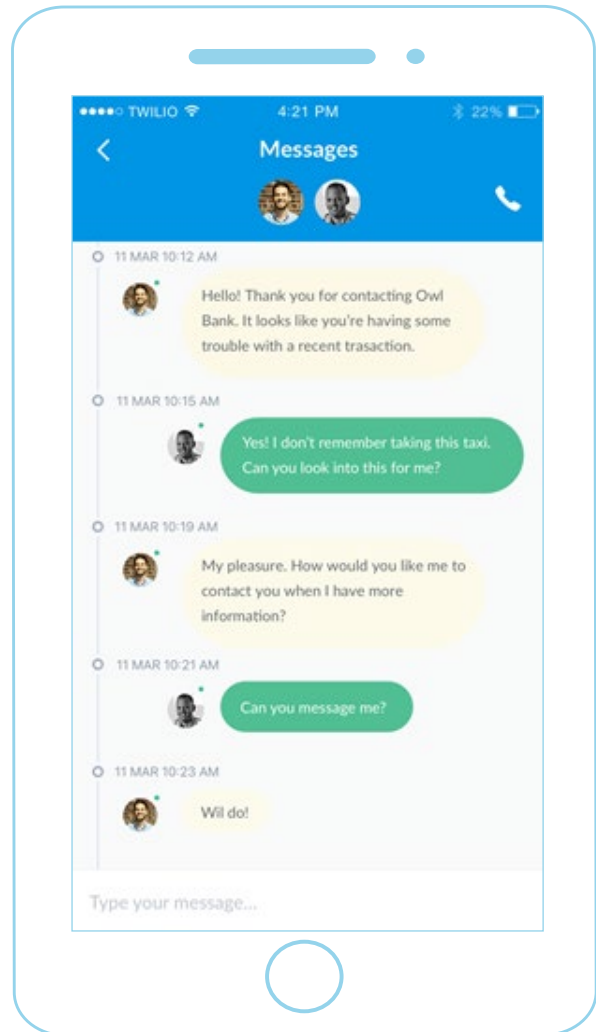 TWILIO 4:21 PM 22%
Messages
11 MAR 10:12 AM
Hello! Thank you for contacting Owl
Bank. It looks like you're having some
trouble with a recent trasaction.
11 MAR 10:15 AM
Yes! I don't remember taking this taxi.
Can you look into this for me?
11 MAR 10:19 AM
My pleasure. How would you like me to
contact you when I have more
information?
11 MAR 10:21 AM
Can you message me?
11 MAR 10:23 AM
Wil do!
Type your message...